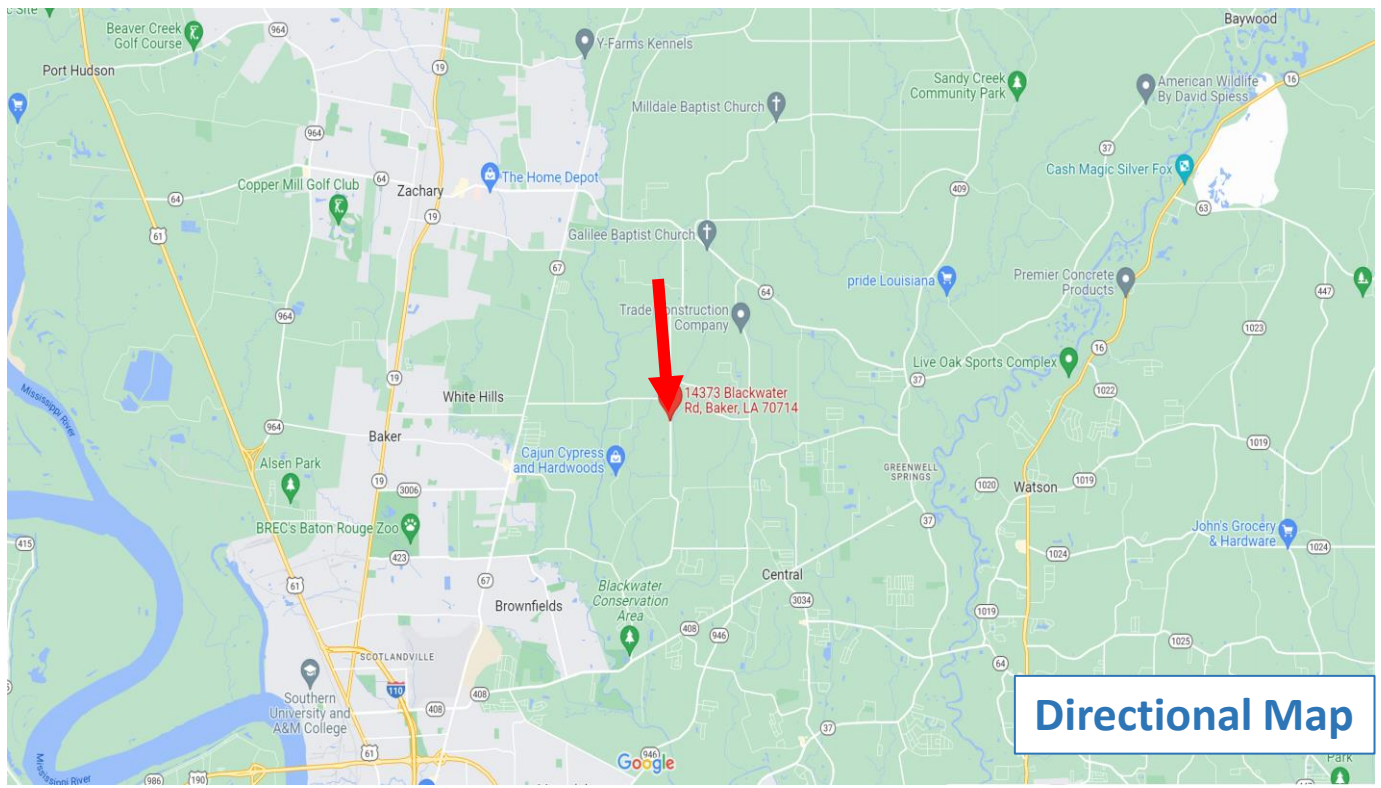 c Site
Beaver Creek
Golf Course
964
Baywood
Y-Farms Kennels
19
Port Hudson
Sandy Creek
Community Park
16
American Wildlife
By David Spiess
Milldale Baptist Church
964
37
Cash Magic Silver Fox
The Home Depot
64
Copper Mill Golf Club
Zachary
409
64
19
63
61
Galilee Baptist Church
67
Premier Concrete
Products
pride Louisiana
64
447
Trade Construction
Company
964
1023
16
Live Oak Sports Complex
19
37
1022
14373 Blackwater
Rd, Baker, LA 70714
White Hills
Mississippi River
964
Baker
1019
Cajun Cypress
and Hardwoods
Alsen Park
GREENWELL
SPRINGS
19
3006
1020
Watson
1019
BREC's Baton Rouge Zoo
37
John's Grocery
& Hardware
415
1024
1024
423
Central
61
67
Blackwater
Conservation
Area
Brownfields
3034
1019
408
946
1025
SCOTLANDVILLE
64
110
Southern
University and
A&M College
408
408
Directional Map
37
61
946
Google
Park
Mississippi River
986
190